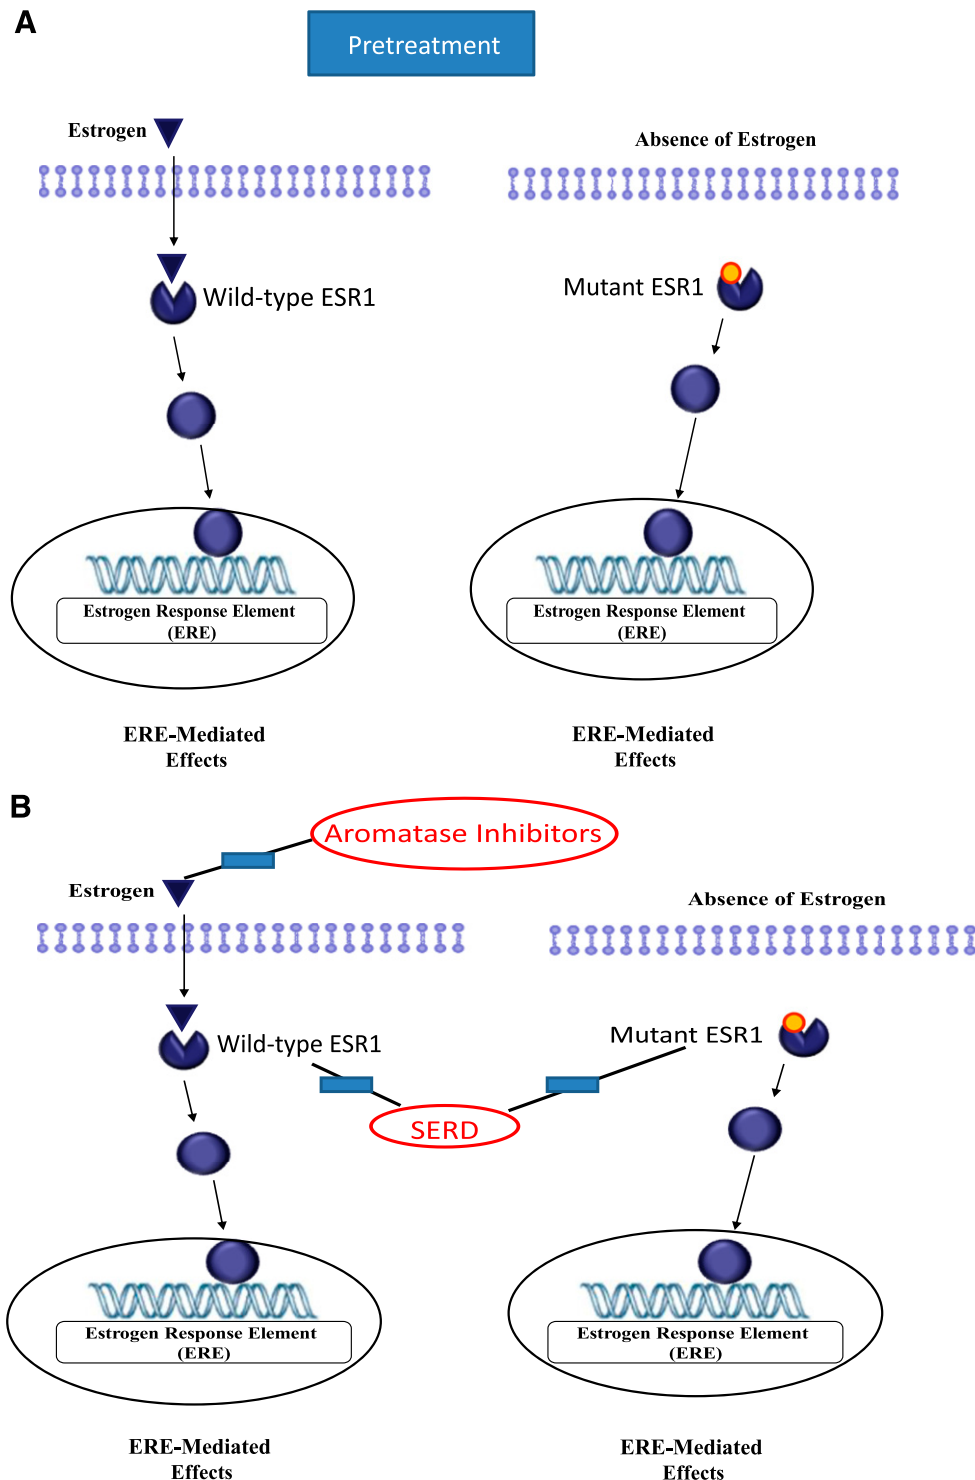 A
Pretreatment
Estrogen
Absence of Estrogen
Wild-type ESR1
Mutant ESR1
Estrogen Response Element
(ERE)
Estrogen Response Element
(ERE)
ERE-Mediated
Effects
ERE-Mediated
Effects
B
Aromatase Inhibitors
Estrogen
Absence of Estrogen
Wild-type ESR1
Mutant ESR1
SERD
Estrogen Response Element
(ERE)
Estrogen Response Element
(ERE)
ERE-Mediated
Effects
ERE-Mediated
Effects